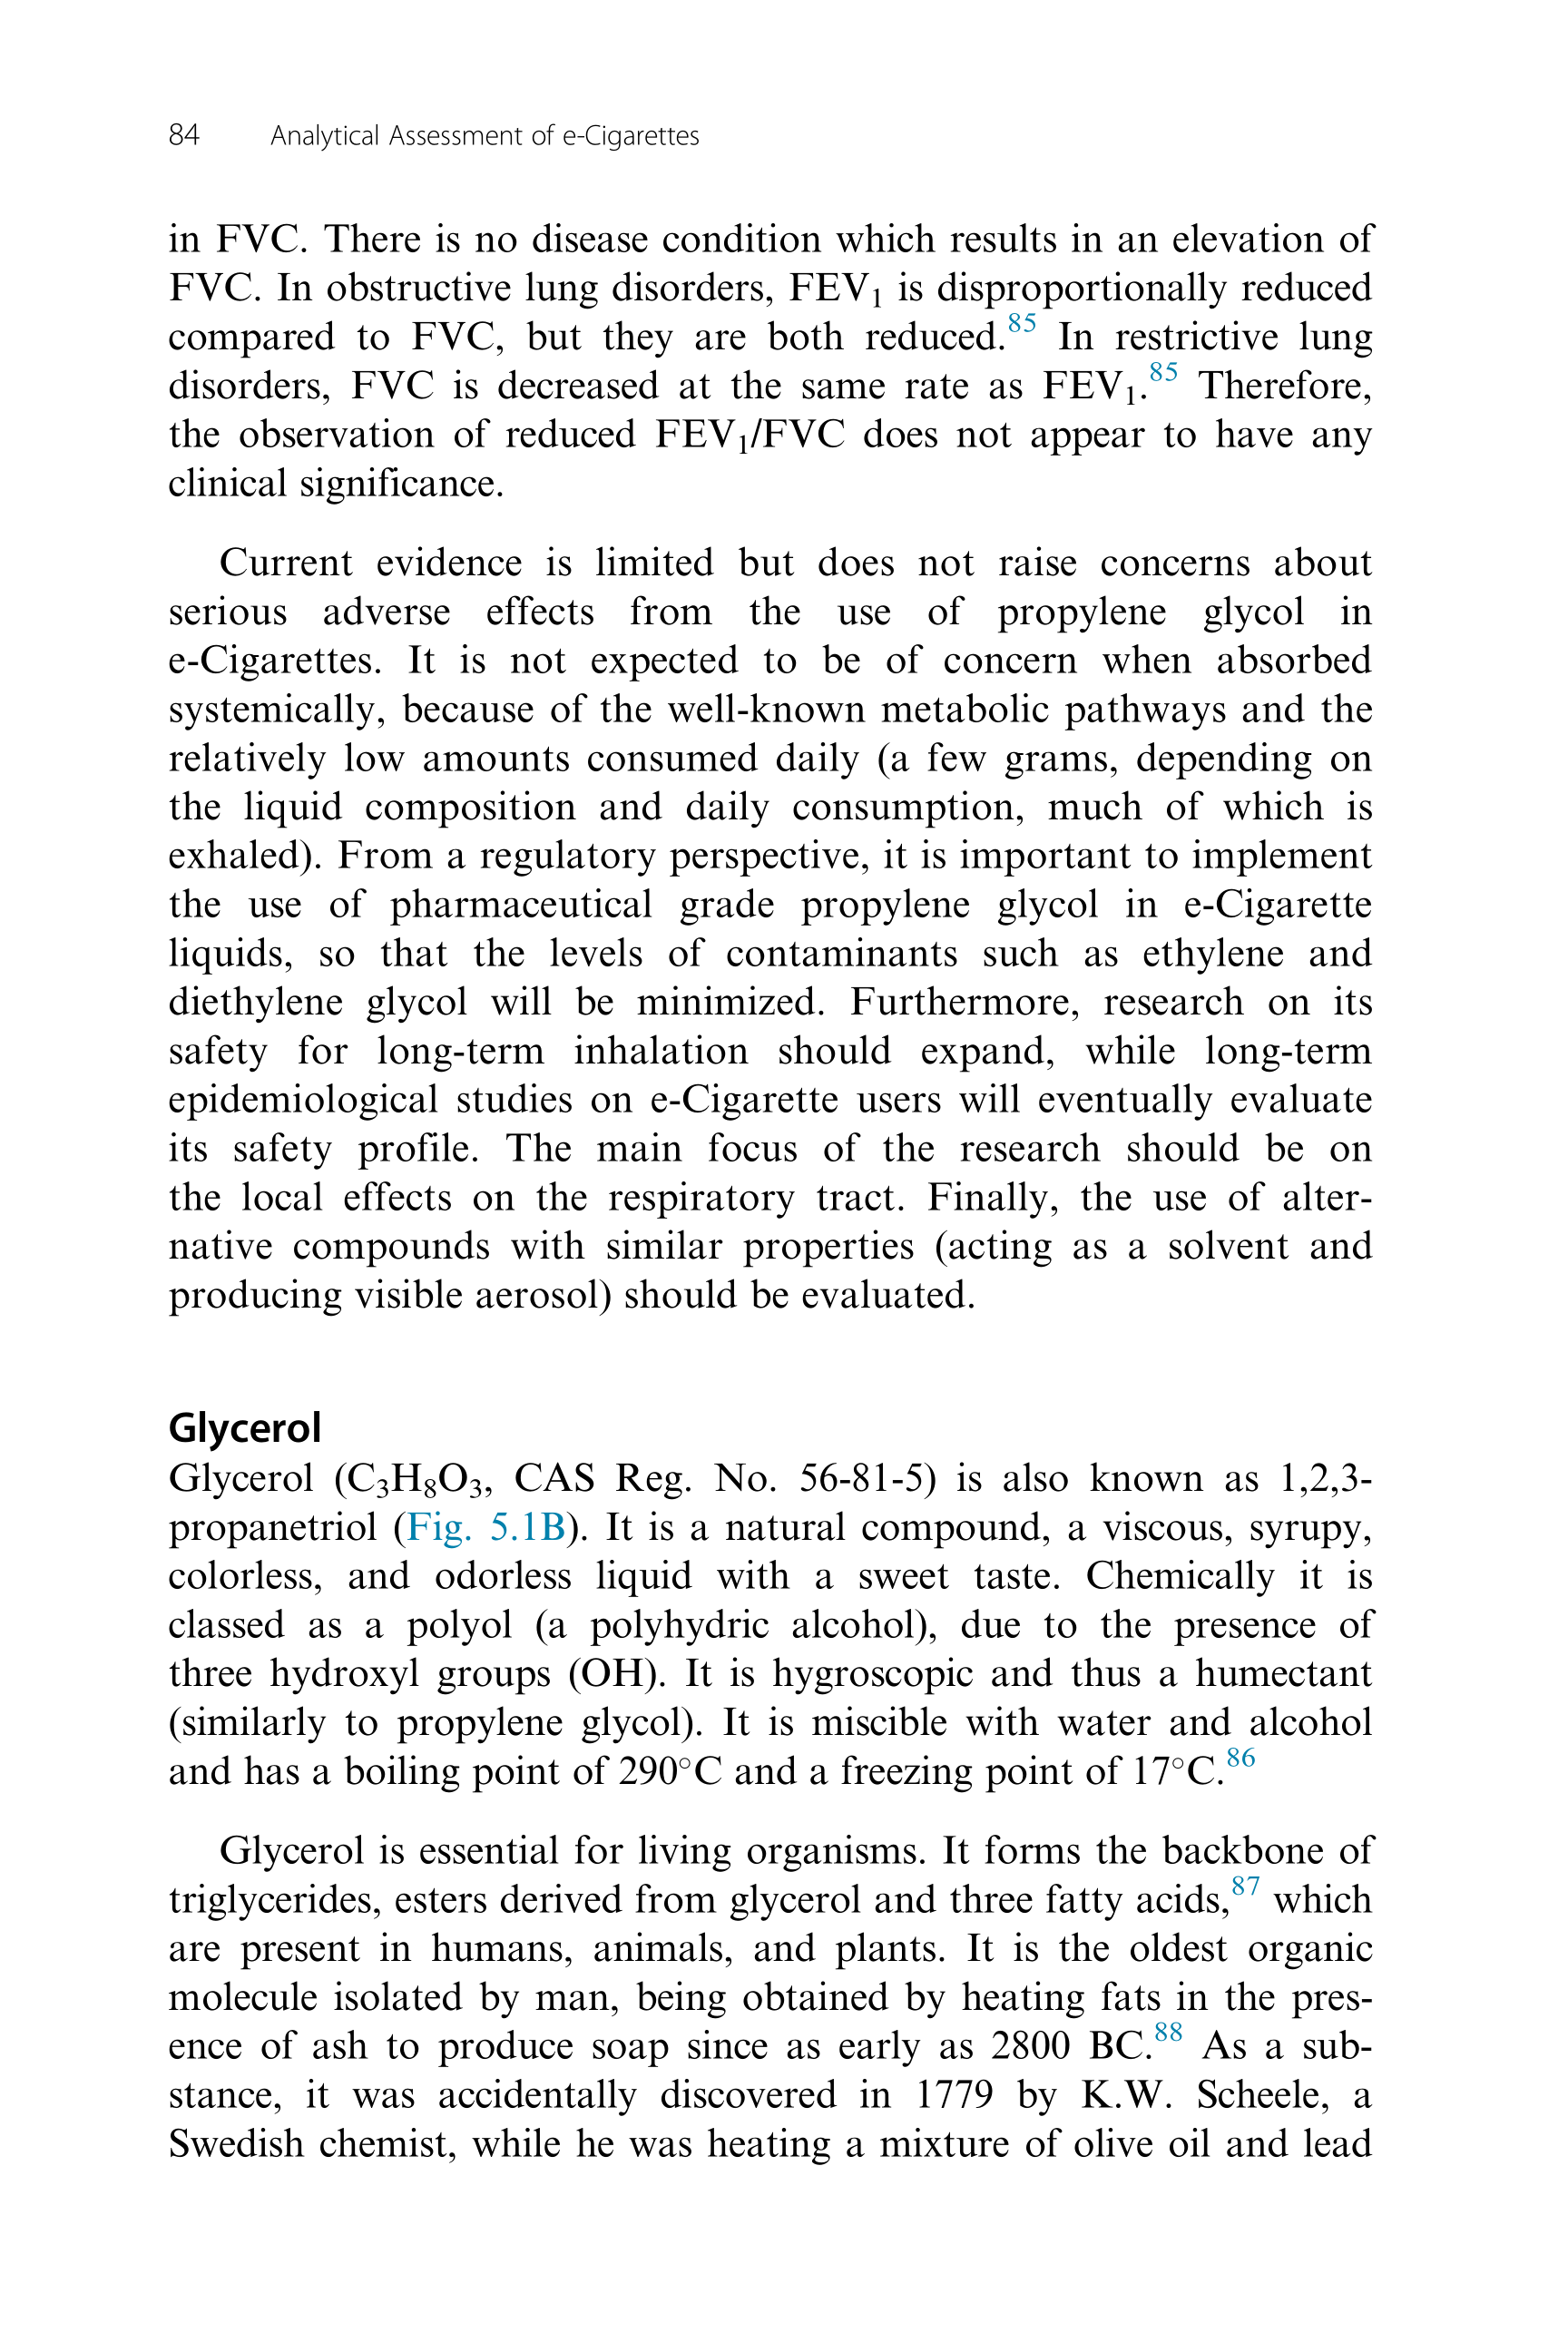 84 Analytical Assessment of e-Cigarettes
in FVC. There is no disease condition which results in an elevation of
FVC. In obstructive lung disorders, FEV₁ is disproportionally reduced
compared to FVC, but they are both reduced.⁸⁵ In restrictive lung
disorders, FVC is decreased at the same rate as FEV₁.⁸⁵ Therefore,
the observation of reduced FEV₁/FVC does not appear to have any
clinical significance.
Current evidence is limited but does not raise concerns about
serious adverse effects from the use of propylene glycol in
e-Cigarettes. It is not expected to be of concern when absorbed
systemically, because of the well-known metabolic pathways and the
relatively low amounts consumed daily (a few grams, depending on
the liquid composition and daily consumption, much of which is
exhaled). From a regulatory perspective, it is important to implement
the use of pharmaceutical grade propylene glycol in e-Cigarette
liquids, so that the levels of contaminants such as ethylene and
diethylene glycol will be minimized. Furthermore, research on its
safety for long-term inhalation should expand, while long-term
epidemiological studies on e-Cigarette users will eventually evaluate
its safety profile. The main focus of the research should be on
the local effects on the respiratory tract. Finally, the use of alter-
native compounds with similar properties (acting as a solvent and
producing visible aerosol) should be evaluated.
Glycerol
Glycerol (C₃H₈O₃, CAS Reg. No. 56-81-5) is also known as 1,2,3-
propanetriol (Fig. 5.1B). It is a natural compound, a viscous, syrupy,
colorless, and odorless liquid with a sweet taste. Chemically it is
classed as a polyol (a polyhydric alcohol), due to the presence of
three hydroxyl groups (OH). It is hygroscopic and thus a humectant
(similarly to propylene glycol). It is miscible with water and alcohol
and has a boiling point of 290°C and a freezing point of 17°C.⁸⁶
Glycerol is essential for living organisms. It forms the backbone of
triglycerides, esters derived from glycerol and three fatty acids,⁸⁷ which
are present in humans, animals, and plants. It is the oldest organic
molecule isolated by man, being obtained by heating fats in the pres-
ence of ash to produce soap since as early as 2800 BC.⁸⁸ As a sub-
stance, it was accidentally discovered in 1779 by K.W. Scheele, a
Swedish chemist, while he was heating a mixture of olive oil and lead